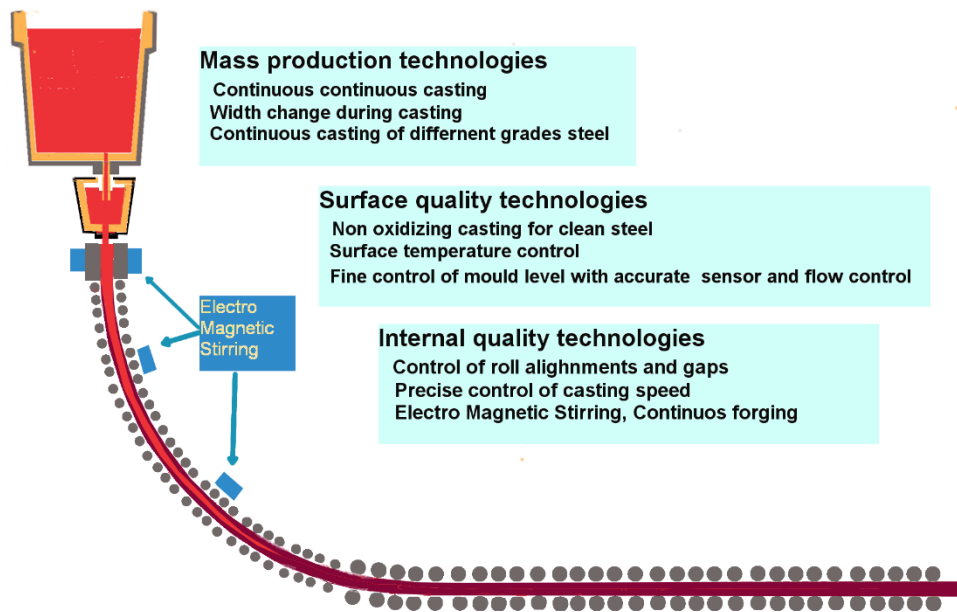 Mass production technologies
Continuous continuous casting
Width change during casting
Continuous casting of differnent grades steel
Surface quality technologies
Non oxidizing casting for clean steel
Surface temperature control
Fine control of mould level with accurate sensor and flow control
Electro
Magnetic
Stirring
Internal quality technologies
Control of roll alighnments and gaps
Precise control of casting speed
Electro Magnetic Stirring, Continuos forging